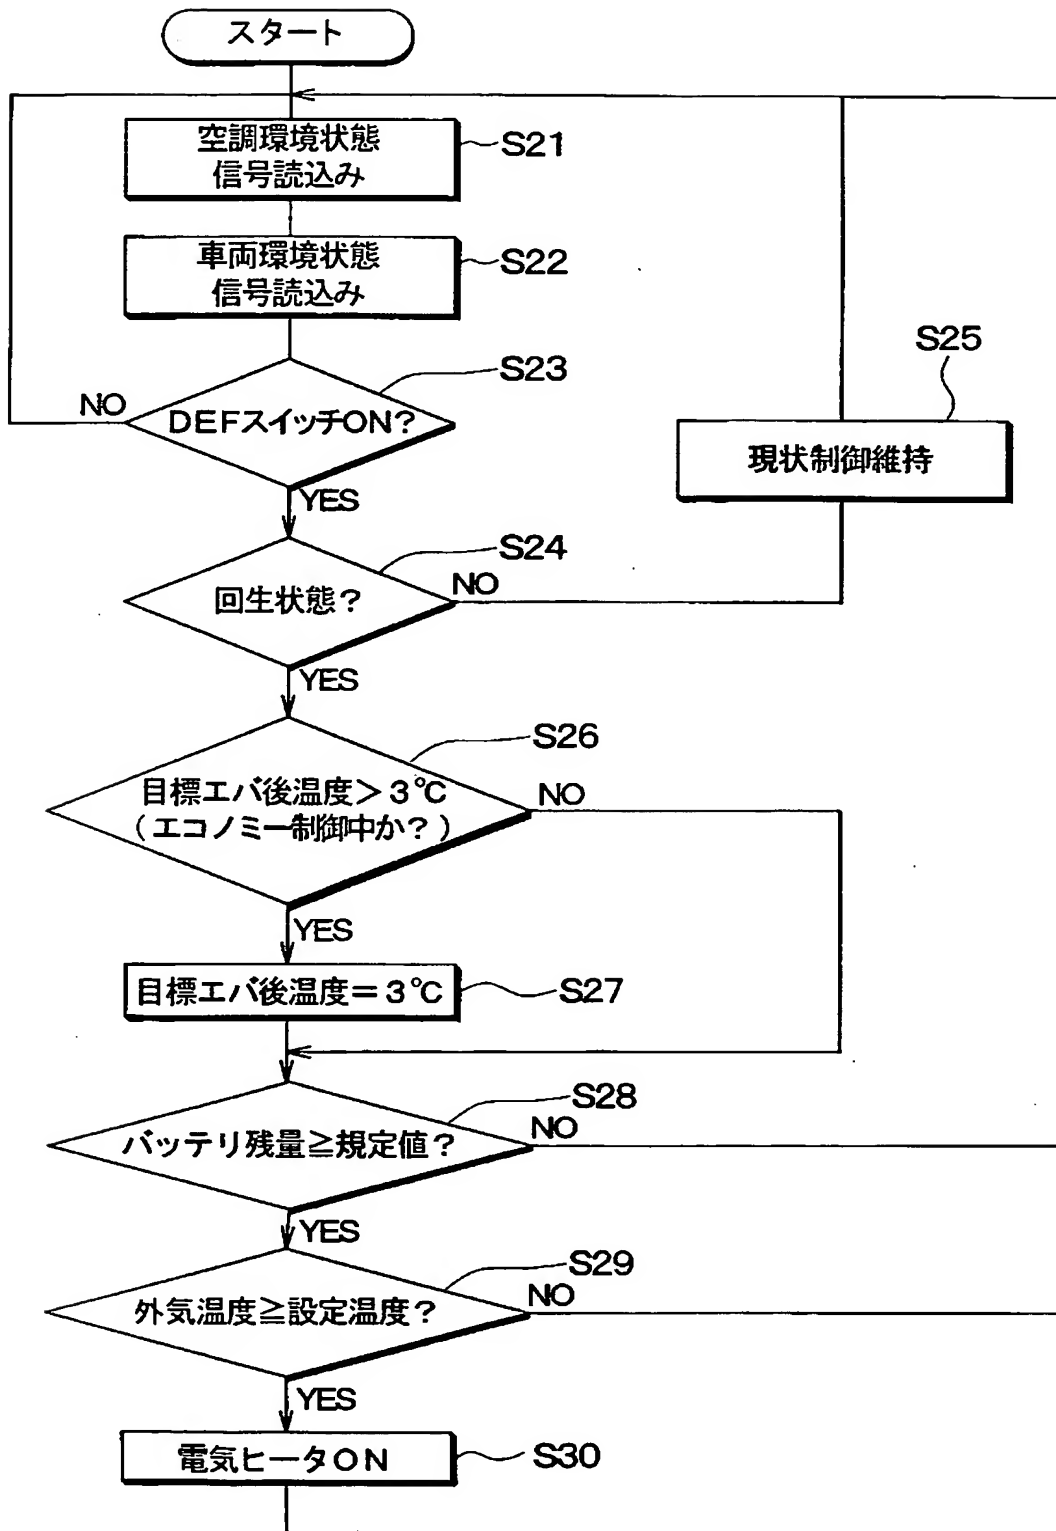 スタート
空調環境状態
信号読込み
S21
車両環境状態
信号読込み
S22
S23
NO
DEFスイッチON?
YES
S25
現状制御維持
S24
回生状態?
NO
YES
S26
目標エバ後温度>3℃
(エコノミー制御中か?)
NO
YES
目標エバ後温度=3℃
S27
S28
バッテリ残量≧規定値?
NO
YES
S29
外気温度≧設定温度?
NO
YES
電気ヒータON
S30